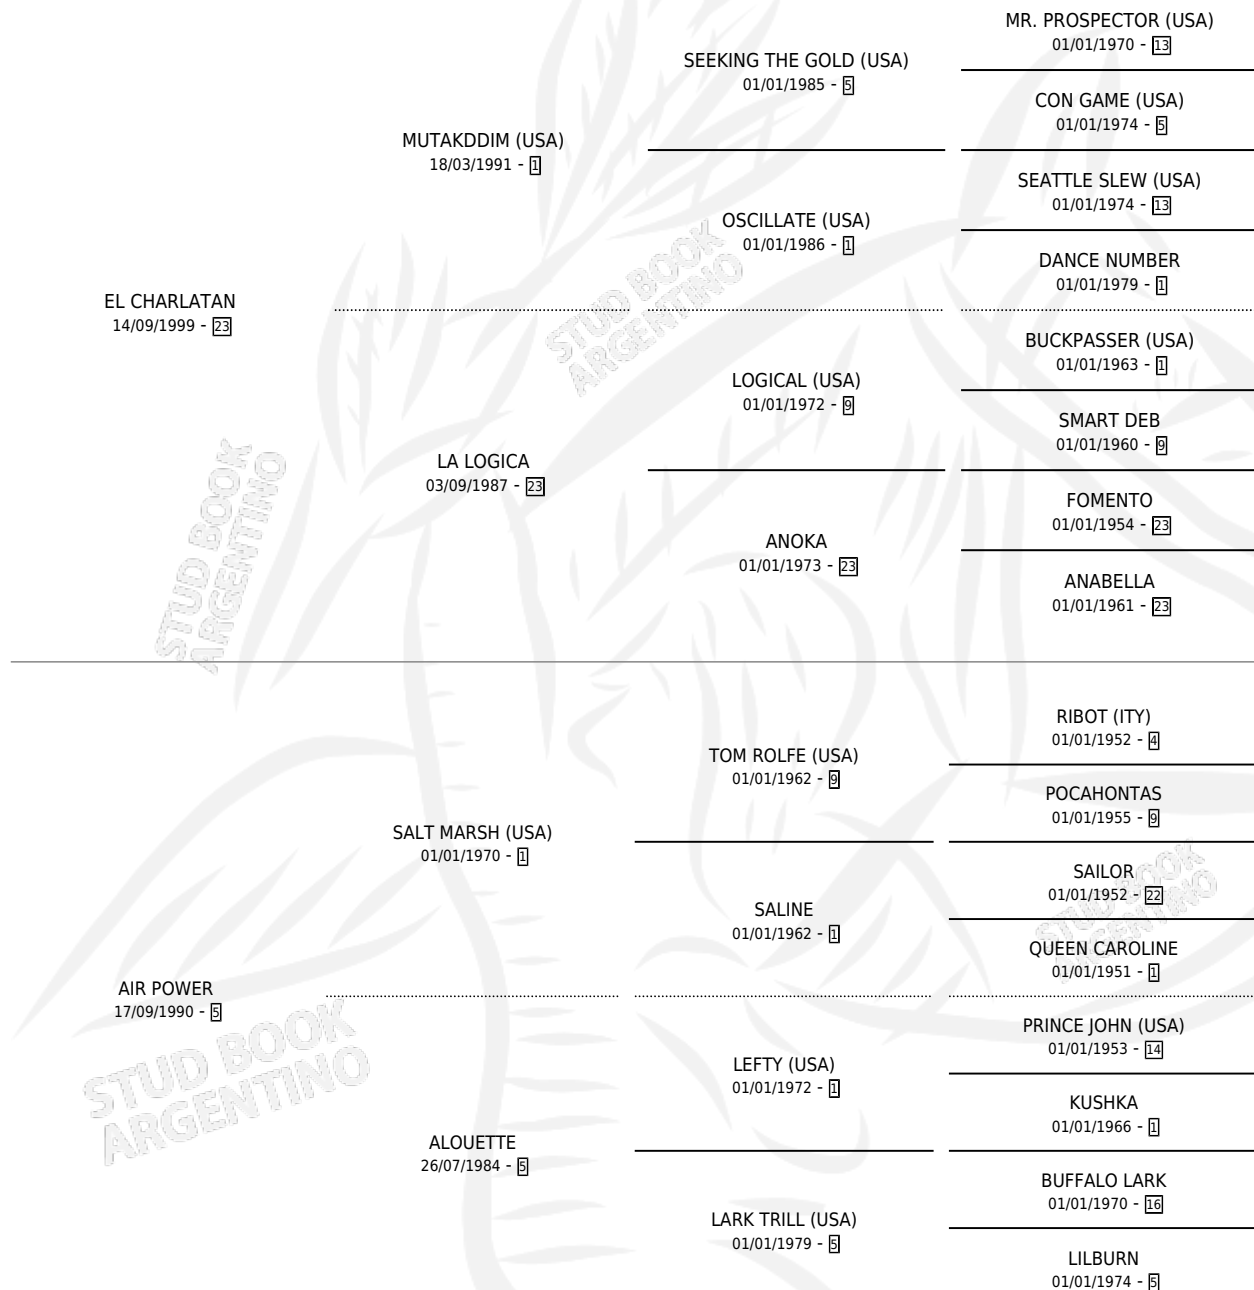 MR. PROSPECTOR (USA)
01/01/1970 - 13
SEEKING THE GOLD (USA)
01/01/1985 - 5
CON GAME (USA)
01/01/1974 - 5
MUTAKDDIM (USA)
18/03/1991 - 1
SEATTLE SLEW (USA)
01/01/1974 - 13
OSCILLATE (USA)
01/01/1986 - 1
DANCE NUMBER
01/01/1979 - 1
EL CHARLATAN
14/09/1999 - 23
BUCKPASSER (USA)
01/01/1963 - 1
LOGICAL (USA)
01/01/1972 - 9
SMART DEB
01/01/1960 - 9
LA LOGICA
03/09/1987 - 23
FOMENTO
01/01/1954 - 23
ANOKA
01/01/1973 - 23
ANABELLA
01/01/1961 - 23
RIBOT (ITY)
01/01/1952 - 4
TOM ROLFE (USA)
01/01/1962 - 9
POCAHONTAS
01/01/1955 - 9
SALT MARSH (USA)
01/01/1970 - 1
SAILOR
01/01/1952 - 22
SALINE
01/01/1962 - 1
QUEEN CAROLINE
01/01/1951 - 1
AIR POWER
17/09/1990 - 5
PRINCE JOHN (USA)
01/01/1953 - 14
LEFTY (USA)
01/01/1972 - 1
KUSHKA
01/01/1966 - 1
ALOUETTE
26/07/1984 - 5
BUFFALO LARK
01/01/1970 - 16
LARK TRILL (USA)
01/01/1979 - 5
LILBURN
01/01/1974 - 5
STUD BOOK
ARGENTINO
STUD BOOK
ARGENTINO
STUD BOOK
ARGENTINO
STUD BOOK
ARGENTINO